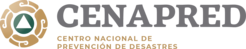 CENAPRED
CENTRO NACIONAL DE
PREVENCIÓN DE DESASTRES